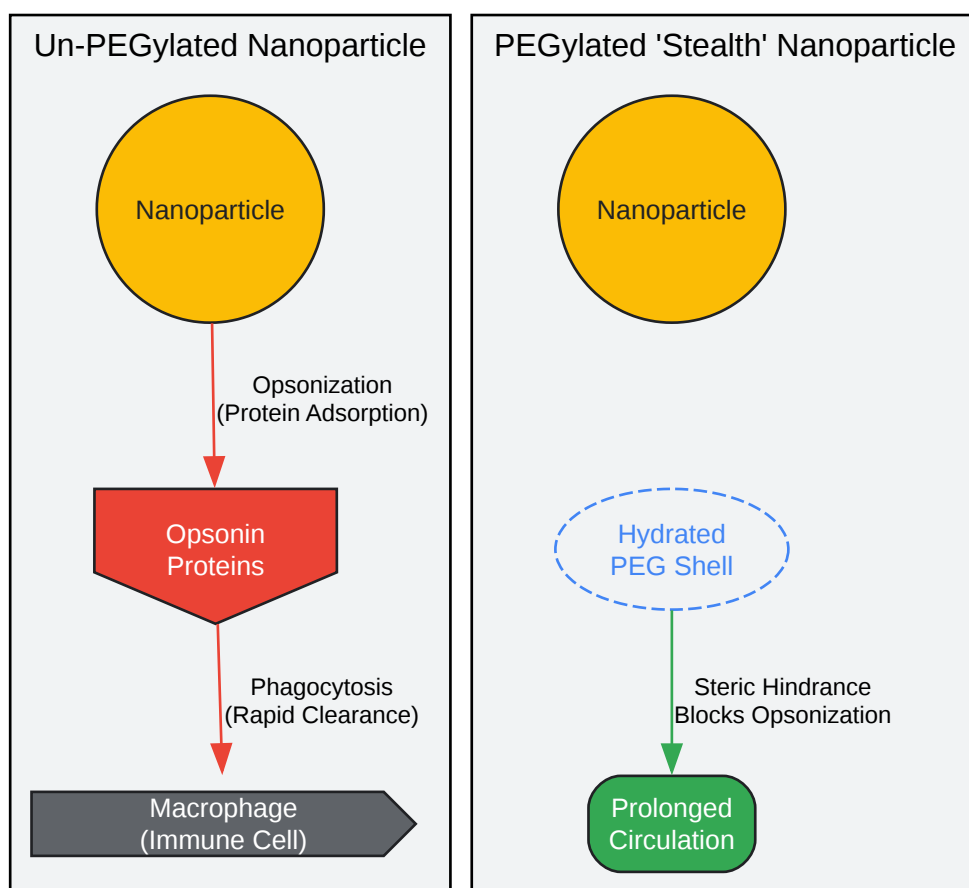 Un-PEGylated Nanoparticle
Nanoparticle
Opsonization
(Protein Adsorption)
Opsonin
Proteins
Phagocytosis
(Rapid Clearance)
Macrophage
(Immune Cell)
PEGylated 'Stealth' Nanoparticle
Nanoparticle
Hydrated
PEG Shell
Steric Hindrance
Blocks Opsonization
Prolonged
Circulation